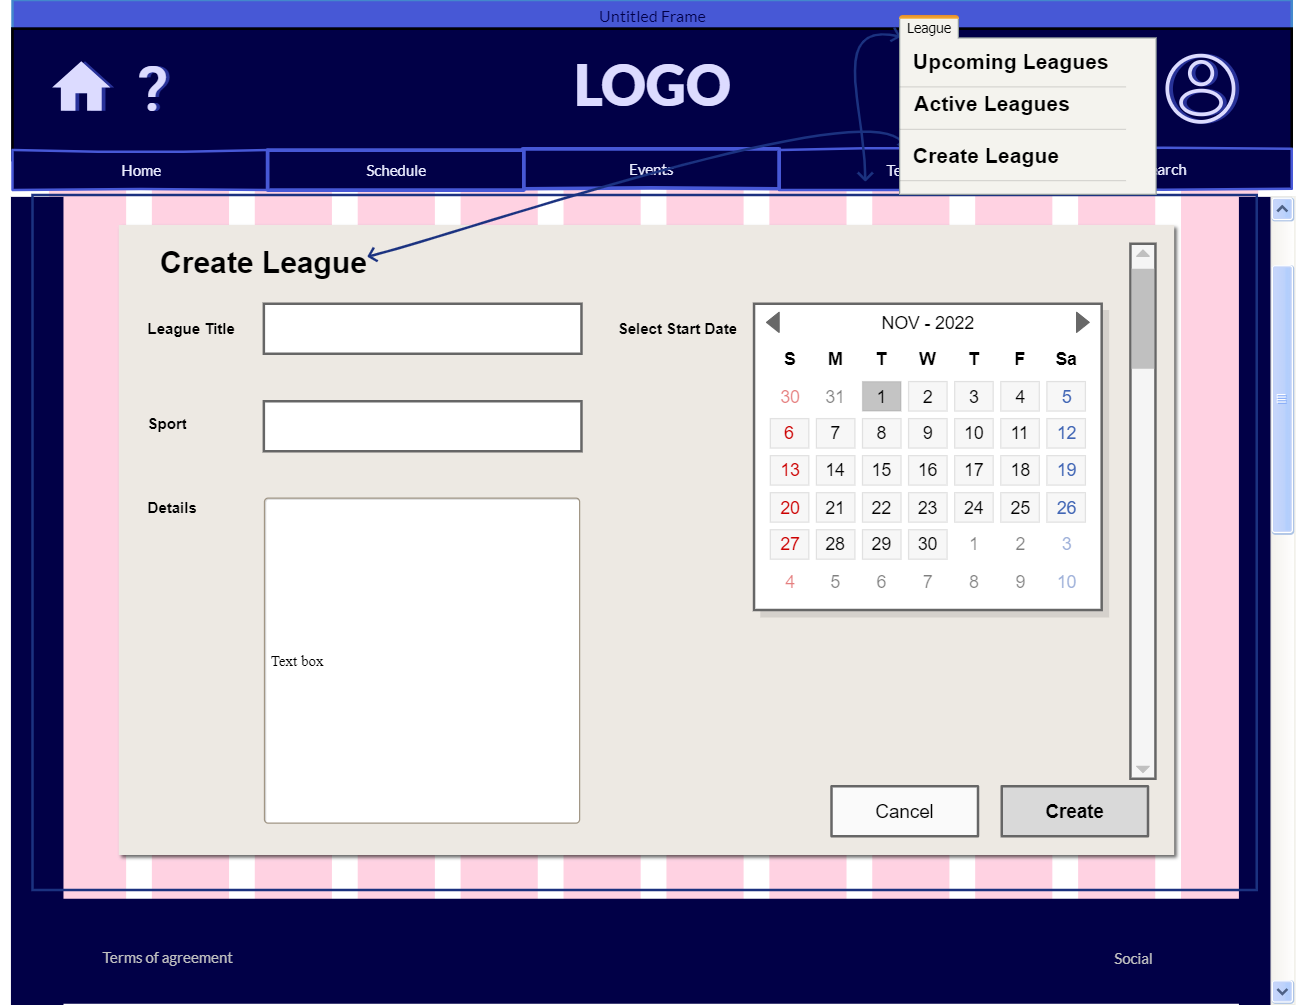 Untitled Frame
League
Upcoming Leagues
Active Leagues
Create League
?
LOGO
Home
Schedule
Events
Te
arch
Create League
League Title
Select Start Date
Sport
Details
Text box
NOV - 2022
S M T W T F Sa
30 31 1 2 3 4 5
6 7 8 9 10 11 12
13 14 15 16 17 18 19
20 21 22 23 24 25 26
27 28 29 30 1 2 3
4 5 6 7 8 9 10
Cancel
Create
Terms of agreement
Social